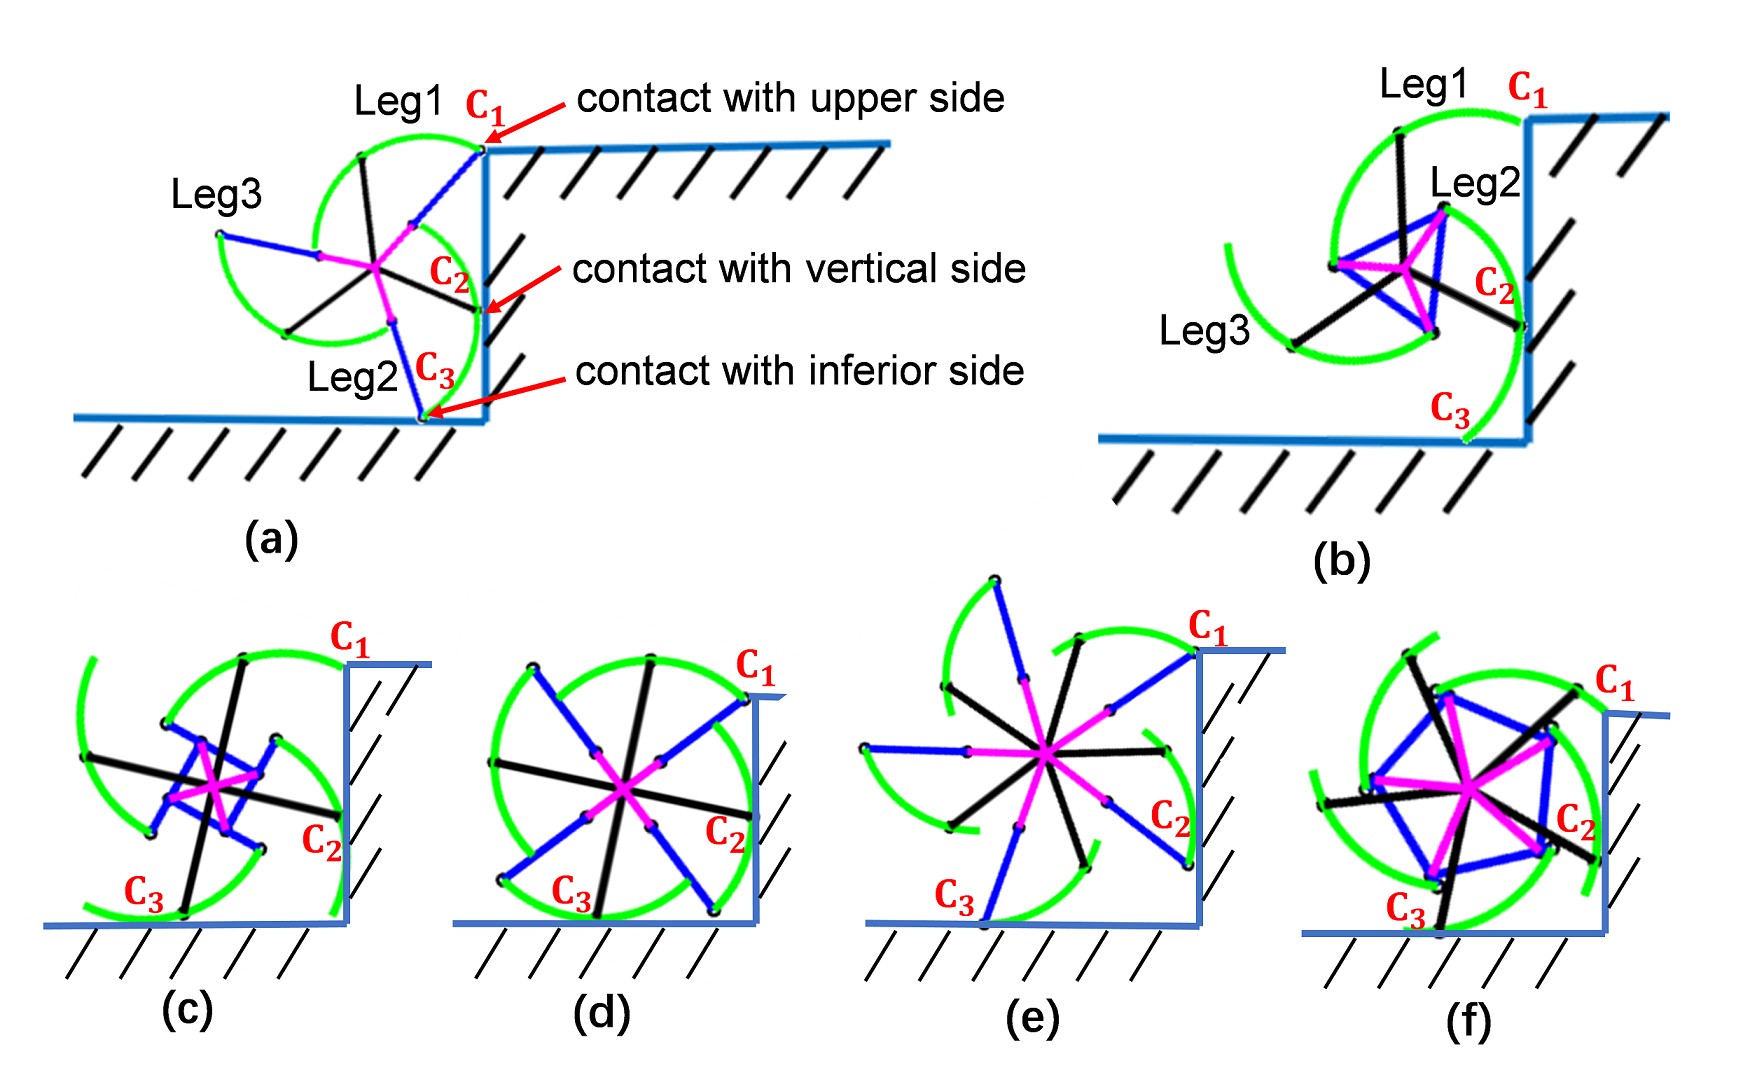 Leg1 C₁ contact with upper side
Leg3
C₂ contact with vertical side
Leg2 C₃ contact with inferior side
(a)
Leg1 C₁
Leg2
C₂
Leg3
C₃
(b)
C₁
C₂
C₃
(c)
C₁
C₂
C₃
(d)
C₁
C₂
C₃
(e)
C₁
C₂
C₃
(f)